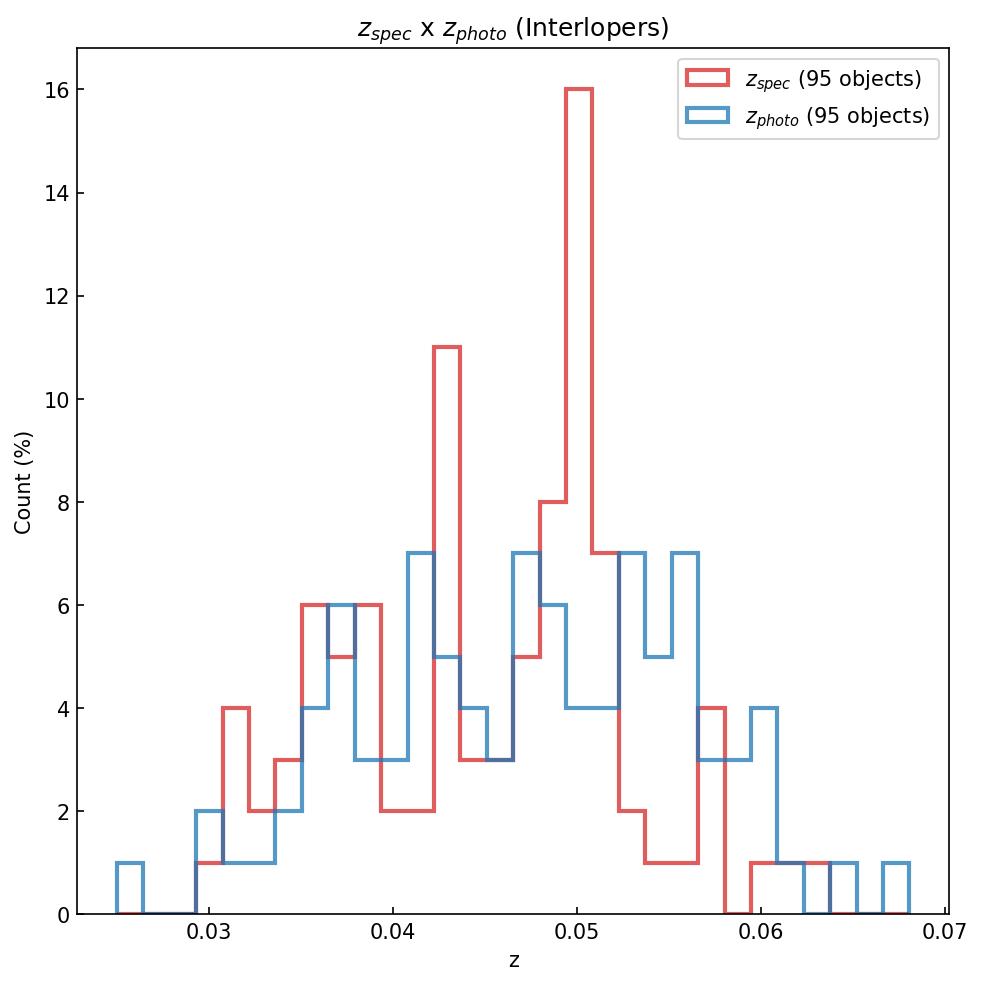 z_spec x z_photo (Interlopers)
z_spec (95 objects)
z_photo (95 objects)
Count (%)
16
14
12
10
8
6
4
2
0
0.03 0.04 0.05 0.06 0.07
z